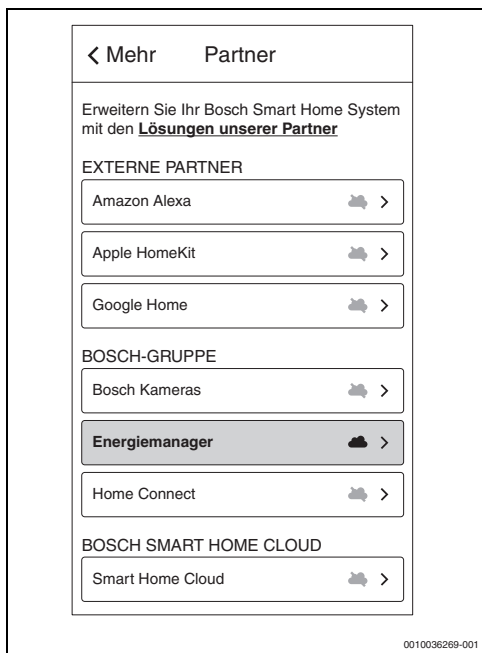 Mehr Partner
Erweitern Sie Ihr Bosch Smart Home System
mit den Lösungen unserer Partner
EXTERNE PARTNER
Amazon Alexa
Apple HomeKit
Google Home
BOSCH-GRUPPE
Bosch Kameras
Energiemanager
Home Connect
BOSCH SMART HOME CLOUD
Smart Home Cloud
0010036269-001